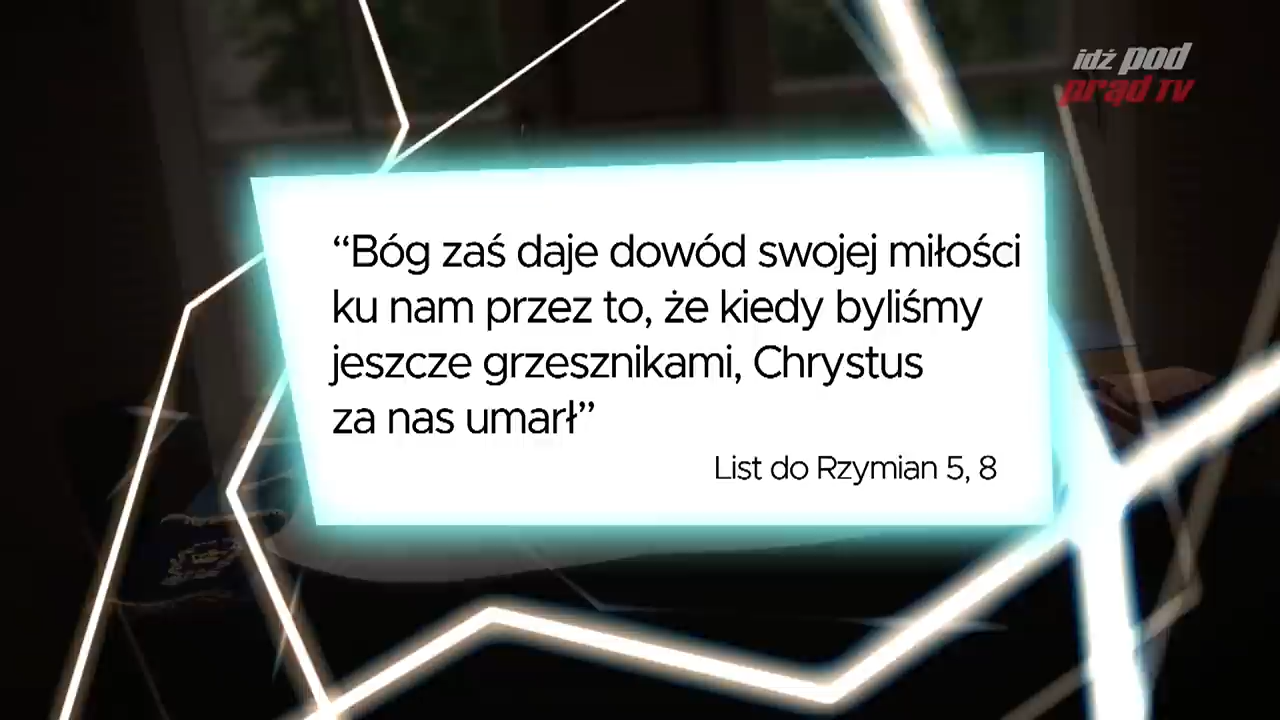 idź pod
prąd TV
“Bóg zaś daje dowód swojej miłości
ku nam przez to, że kiedy byliśmy
jeszcze grzesznikami, Chrystus
za nas umarł”
List do Rzymian 5, 8